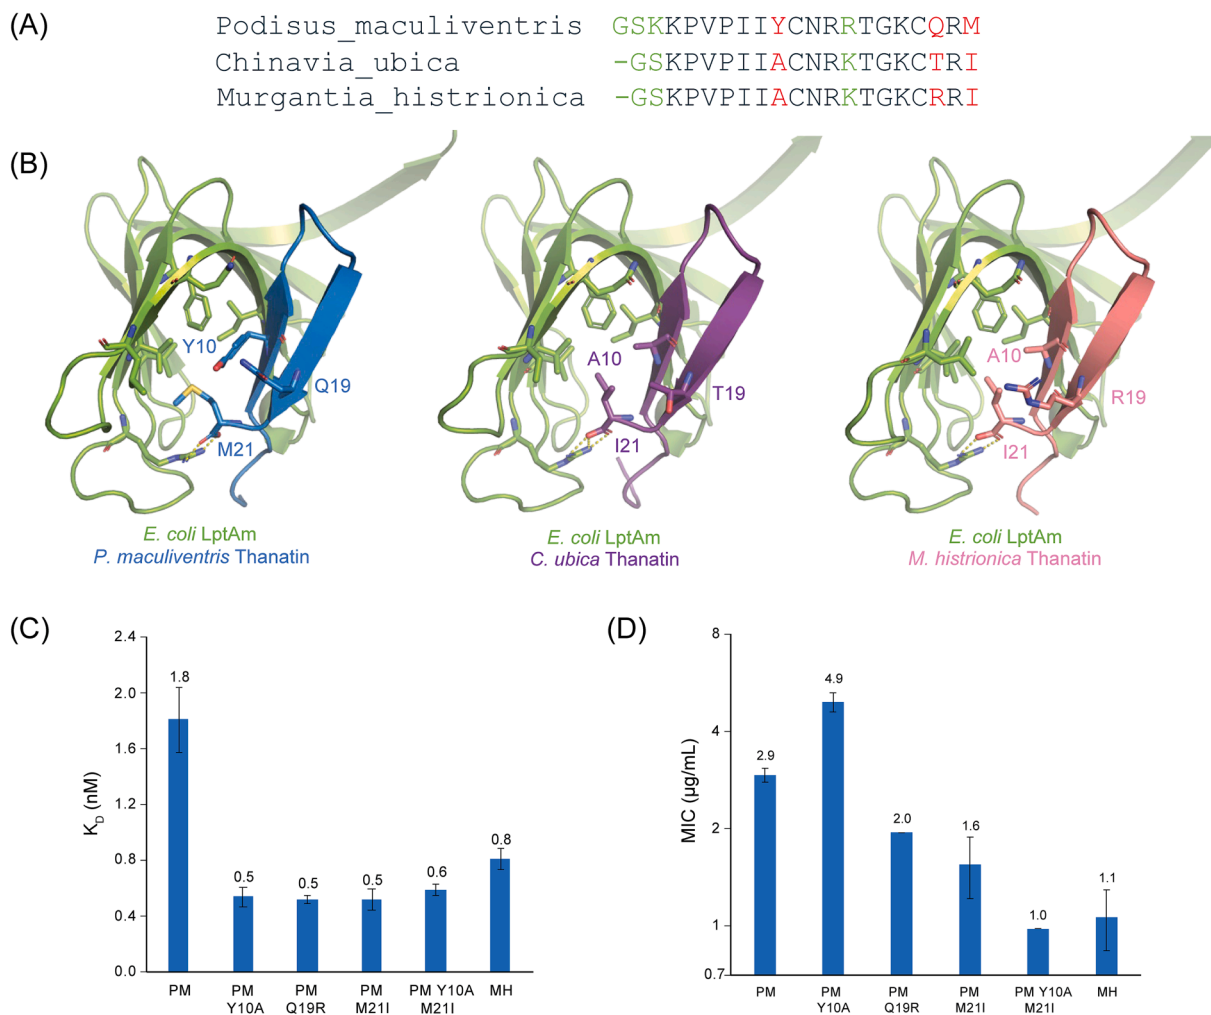 (A)
Podisus_maculiventris GSKKPVPIIYCNRRTGKCQRM
Chinavia_ubica -GSKPVPIIACNRKTGKCTRI
Murgantia_histrionica -GSKPVPIIACNRKTGKCRRI
(B)
Y10
Q19
M21
E. coli LptAm
P. maculiventris Thanatin
A10
T19
I21
E. coli LptAm
C. ubica Thanatin
A10
R19
I21
E. coli LptAm
M. histrionica Thanatin
(C)
K_D (nM)
2.4
2.0
1.6
1.2
0.8
0.4
0.0
1.8
0.5
0.5
0.5
0.6
0.8
PM
PM Y10A
PM Q19R
PM M21I
PM Y10A M21I
MH
(D)
MIC (µg/mL)
8
4
2
1
0.7
2.9
4.9
2.0
1.6
1.0
1.1
PM
PM Y10A
PM Q19R
PM M21I
PM Y10A M21I
MH